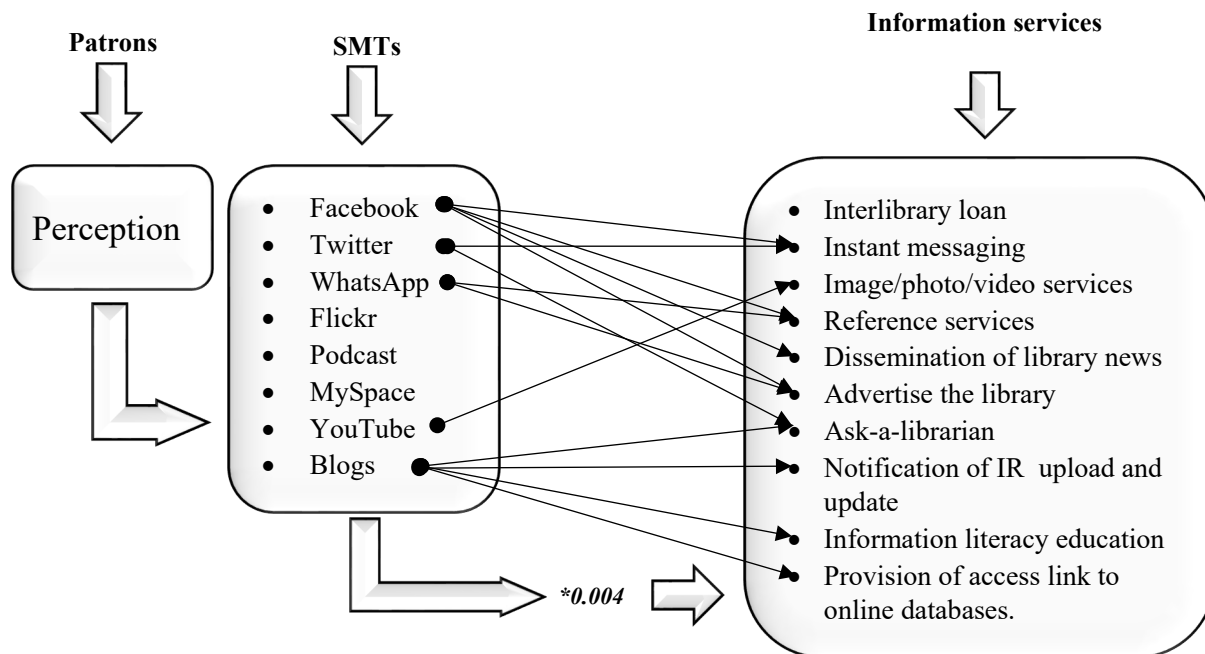 Patrons
SMTs
Information services
Perception
• Facebook
• Twitter
• WhatsApp
• Flickr
• Podcast
• MySpace
• YouTube
• Blogs
• Interlibrary loan
• Instant messaging
• Image/photo/video services
• Reference services
• Dissemination of library news
• Advertise the library
• Ask-a-librarian
• Notification of IR upload and
update
• Information literacy education
• Provision of access link to
online databases.
*0.004